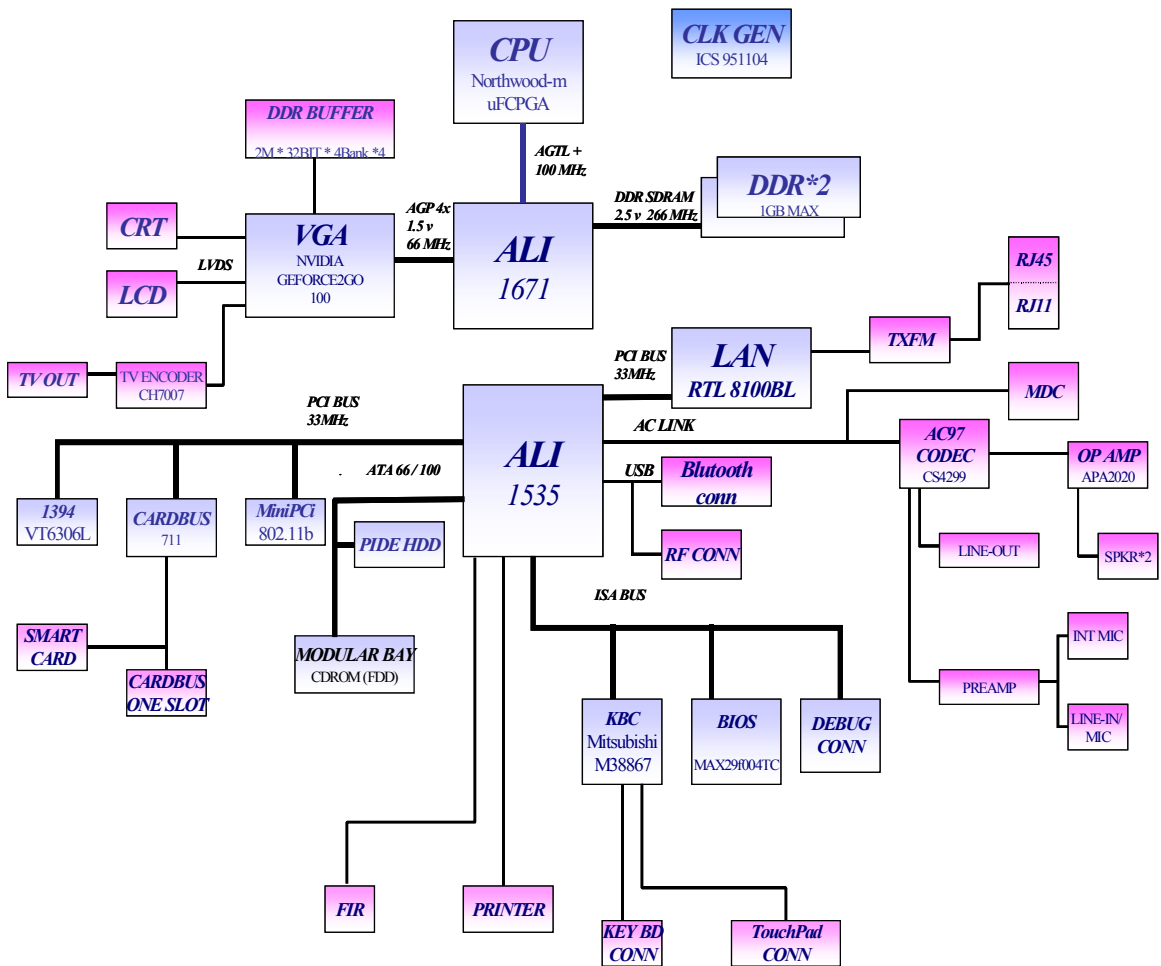 CPU
Northwood-m
uFCPGA
CLK GEN
ICS 951104
DDR BUFFER
2M * 32BIT * 4Bank *4
AGTL +
100 MHz
DDR*2
1GB MAX
DDR SDRAM
2.5 v 266 MHz
AGP 4x
1.5 v
66 MHz
CRT
VGA
NVIDIA
GEFORCE2GO
100
LVDS
LCD
ALI
1671
RJ45
RJ11
TXFM
LAN
RTL 8100BL
PCI BUS
33MHz
TV OUT
TV ENCODER
CH7007
MDC
PCI BUS
33MHz
AC LINK
ALI
1535
AC97
CODEC
CS4299
OP AMP
APA2020
. ATA 66 / 100
USB
Blutooth
conn
1394
VT6306L
CARDBUS
711
MiniPCi
802.11b
PIDE HDD
RF CONN
LINE-OUT
SPKR*2
ISA BUS
SMART
CARD
CARDBUS
ONE SLOT
MODULAR BAY
CDROM (FDD)
INT MIC
PREAMP
LINE-IN/
MIC
KBC
Mitsubishi
M38867
BIOS
MAX29f004TC
DEBUG
CONN
FIR
PRINTER
KEY BD
CONN
TouchPad
CONN